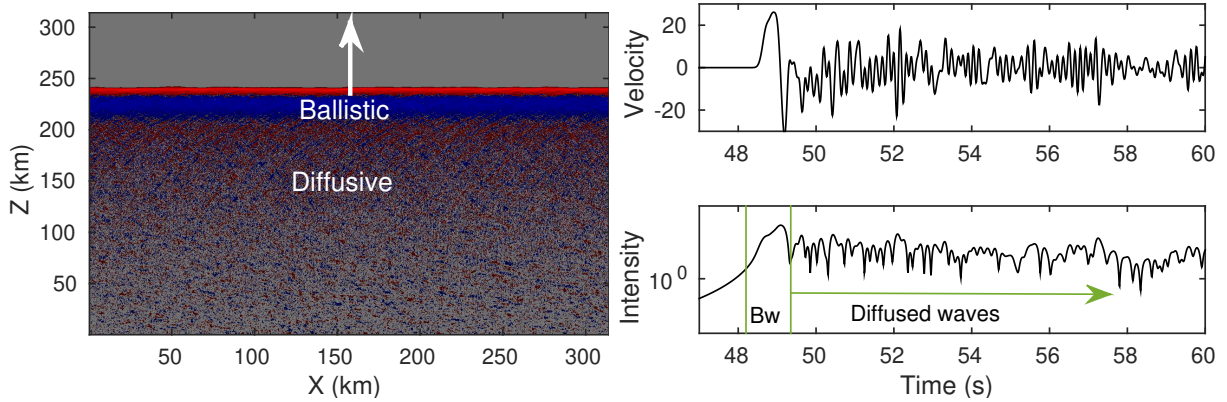 300
250
200
150
100
50
Z (km)
Ballistic
Diffusive
50 100 150 200 250 300
X (km)
20
0
-20
Velocity
48 50 52 54 56 58 60
10^0
Intensity
Bw
Diffused waves
48 50 52 54 56 58 60
Time (s)